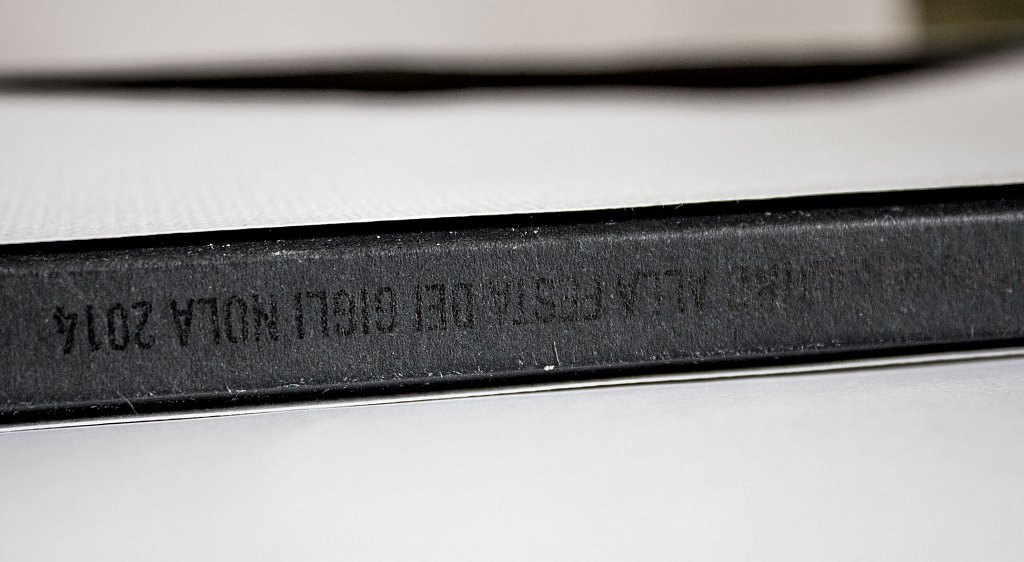 ALLA FESTA DEI GIGLI NOLA 2014